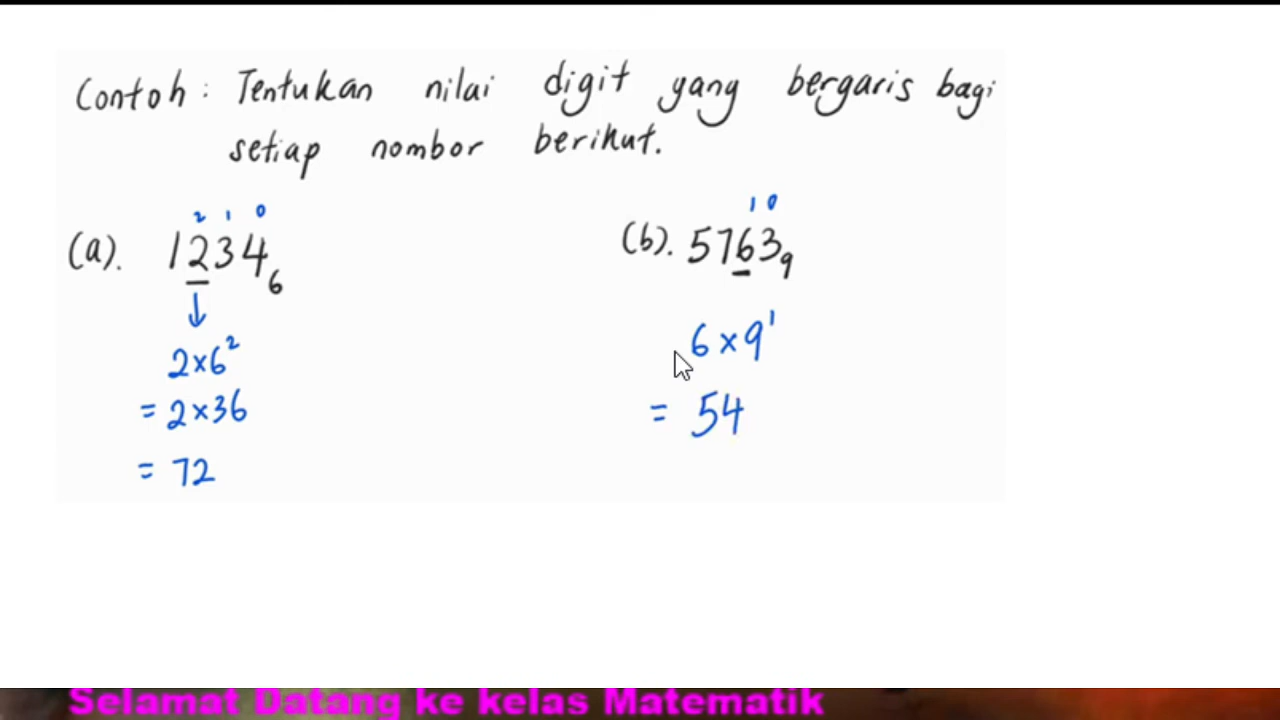 Contoh : Tentukan nilai digit yang bergaris bagi
setiap nombor berikut.
2 1 0
(a). 1234₆
↓
2×6²
= 2×36
= 72
1 0
(b). 5763₉
6×9¹
= 54
Selamat Datang ke kelas Matematik